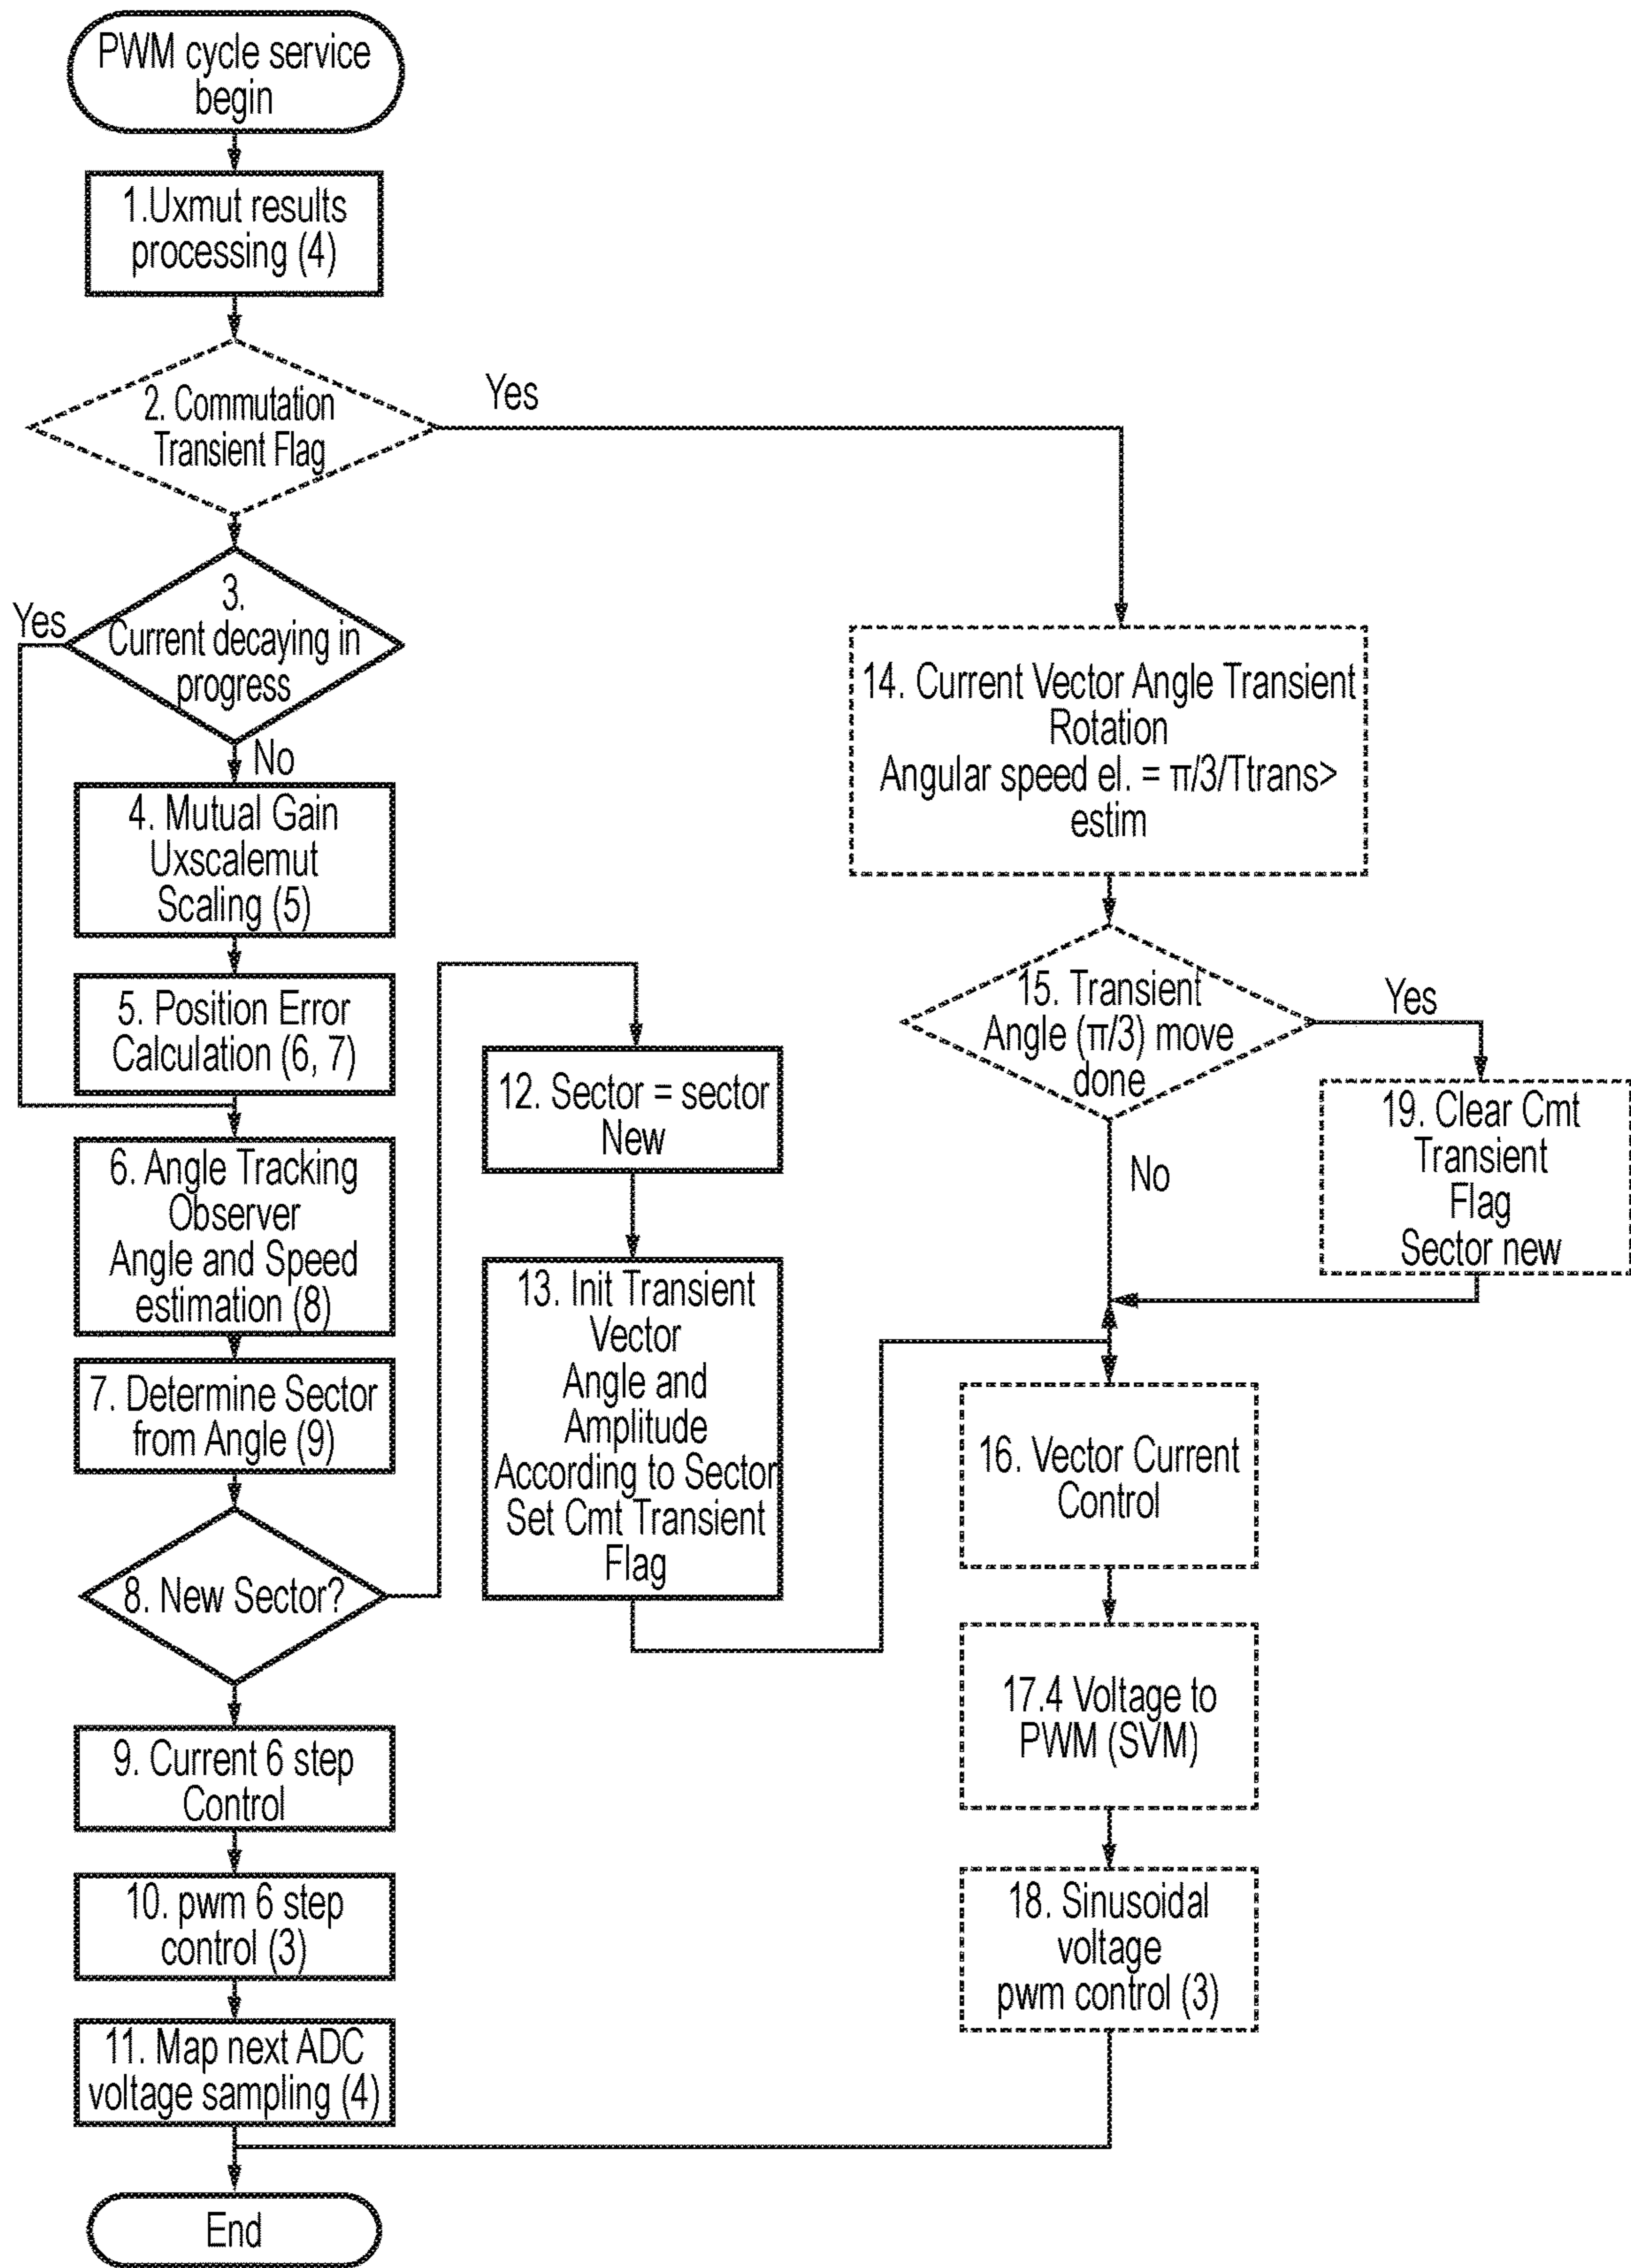 PWM cycle service
begin
1.Uxmut results
processing (4)
2. Commutation
Transient Flag
Yes
3.
Current decaying in
progress
Yes
No
4. Mutual Gain
Uxscalemut
Scaling (5)
5. Position Error
Calculation (6, 7)
6. Angle Tracking
Observer
Angle and Speed
estimation (8)
7. Determine Sector
from Angle (9)
8. New Sector?
9. Current 6 step
Control
10. pwm 6 step
control (3)
11. Map next ADC
voltage sampling (4)
End
12. Sector = sector
New
13. Init Transient
Vector
Angle and
Amplitude
According to Sector
Set Cmt Transient
Flag
14. Current Vector Angle Transient
Rotation
Angular speed el. = π/3/Ttrans>
estim
15. Transient
Angle (π/3) move
done
Yes
No
19. Clear Cmt
Transient
Flag
Sector new
16. Vector Current
Control
17.4 Voltage to
PWM (SVM)
18. Sinusoidal
voltage
pwm control (3)